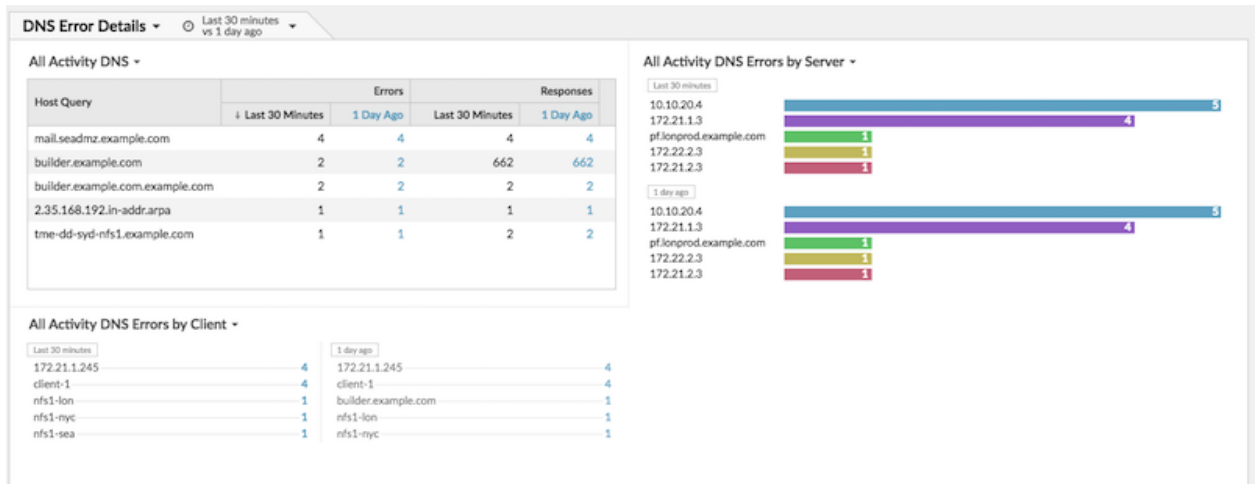 DNS Error Details
Last 30 minutes
vs 1 day ago
All Activity DNS
Host Query Errors Responses
↓ Last 30 Minutes 1 Day Ago Last 30 Minutes 1 Day Ago
mail.seadmz.example.com 4 4 4 4
builder.example.com 2 2 662 662
builder.example.com.example.com 2 2 2 2
2.35.168.192.in-addr.arpa 1 1 1 1
tme-dd-syd-nfs1.example.com 1 1 2 2
All Activity DNS Errors by Server
Last 30 minutes
10.10.20.4 5
172.21.1.3 4
pf.lonprod.example.com 1
172.22.2.3 1
172.21.2.3 1
1 day ago
10.10.20.4 5
172.21.1.3 4
pf.lonprod.example.com 1
172.22.2.3 1
172.21.2.3 1
All Activity DNS Errors by Client
Last 30 minutes
172.21.1.245 4
client-1 4
nfs1-lon 1
nfs1-nyc 1
nfs1-sea 1
1 day ago
172.21.1.245 4
client-1 4
builder.example.com 1
nfs1-lon 1
nfs1-nyc 1